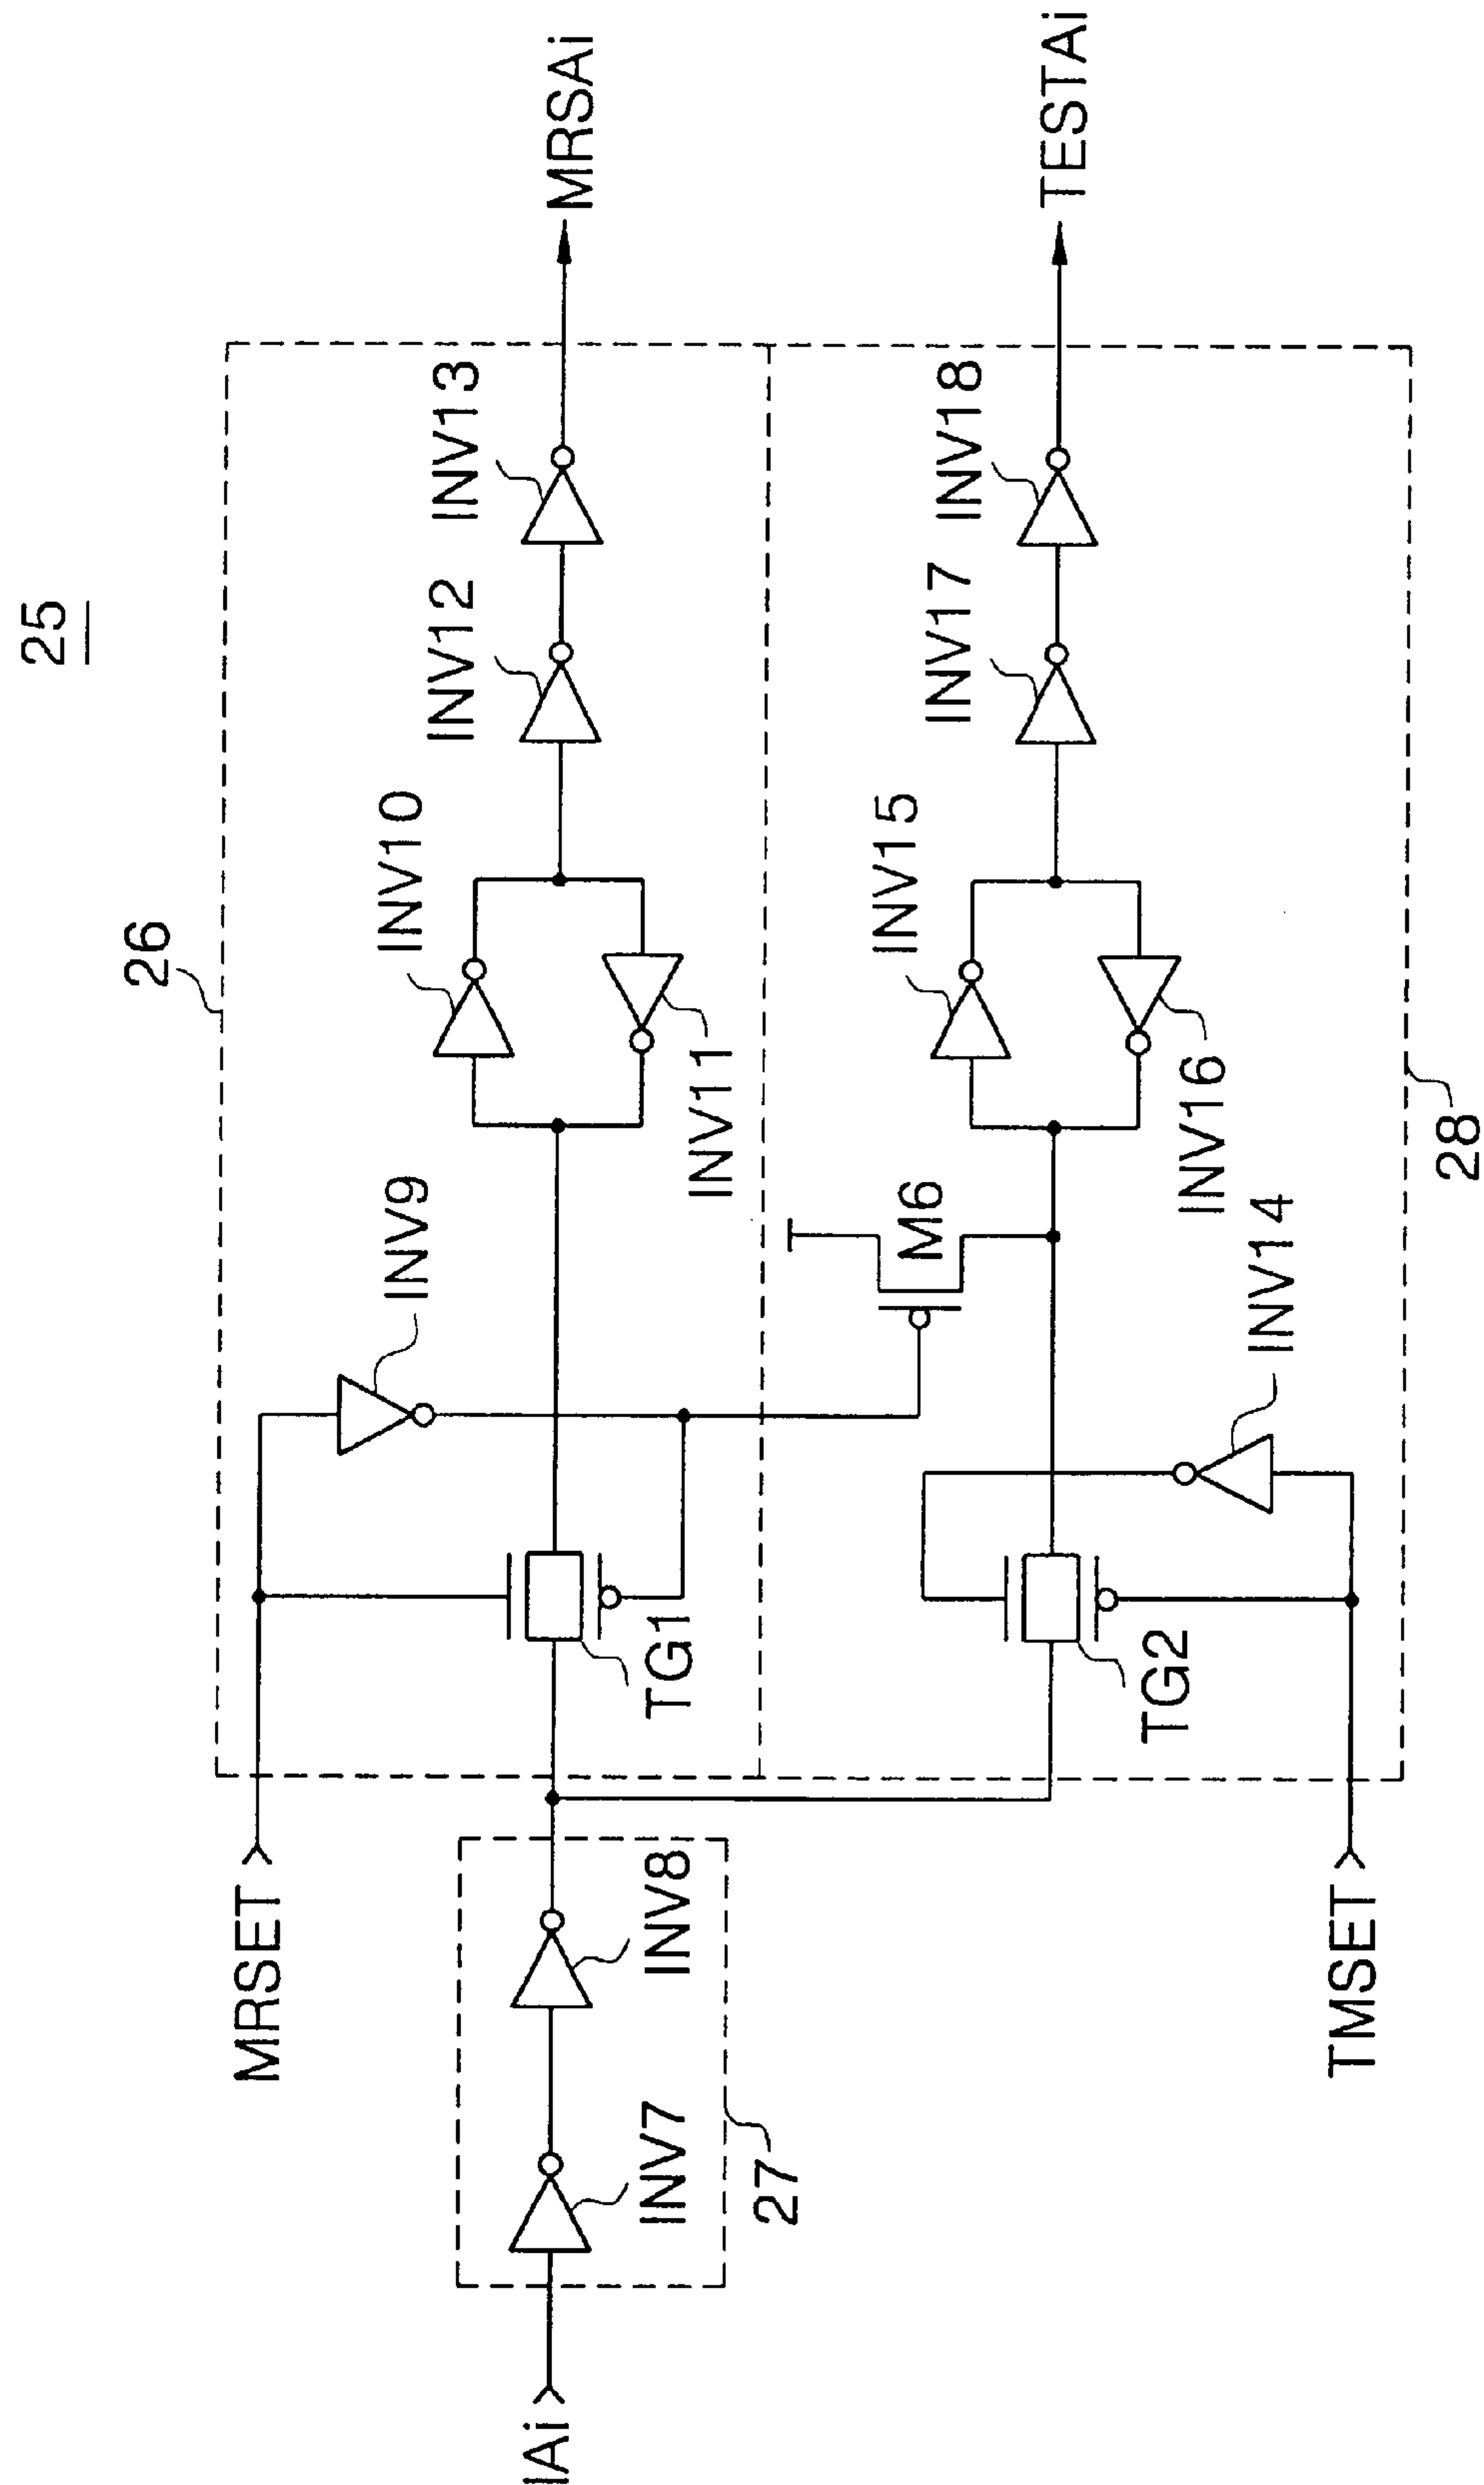 25
26
MRSET
INV9
INV10
INV12
INV13
MRSAi
TG1
INV11
IAi
INV7
INV8
27
M6
INV15
INV17
INV18
TESTAi
TG2
INV14
INV16
TMSET
28